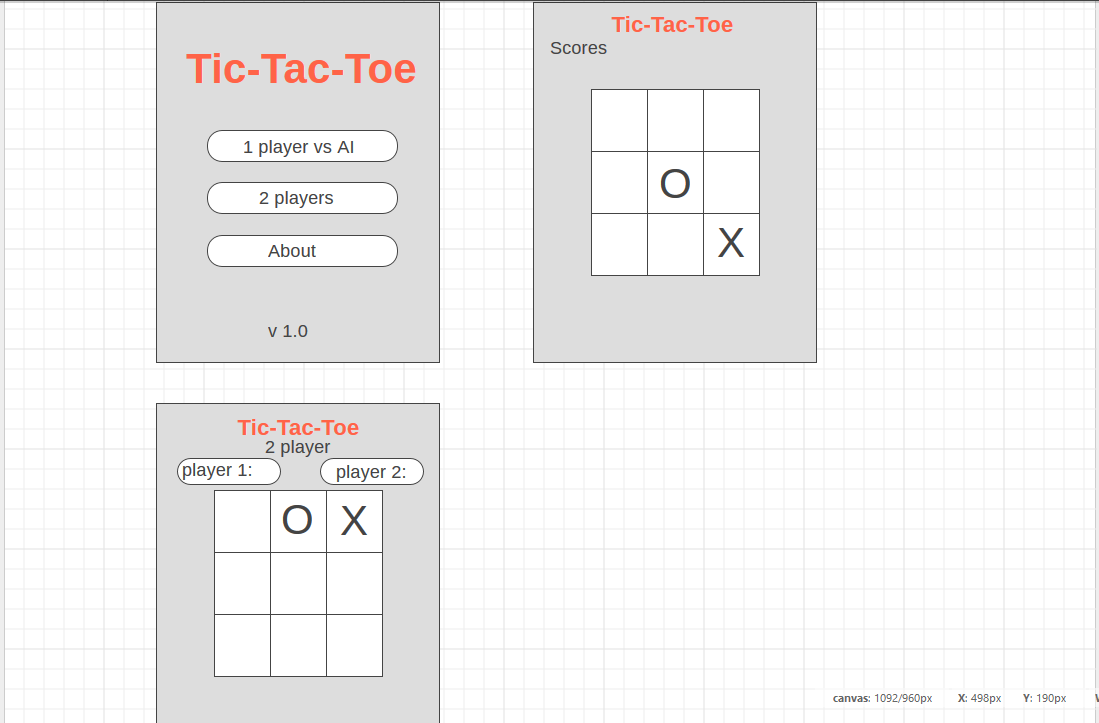 Tic-Tac-Toe
1 player vs AI
2 players
About
v 1.0
Tic-Tac-Toe
Scores
O
X
Tic-Tac-Toe
2 player
player 1: player 2:
O X
canvas: 1092/960px X: 498px Y: 190px